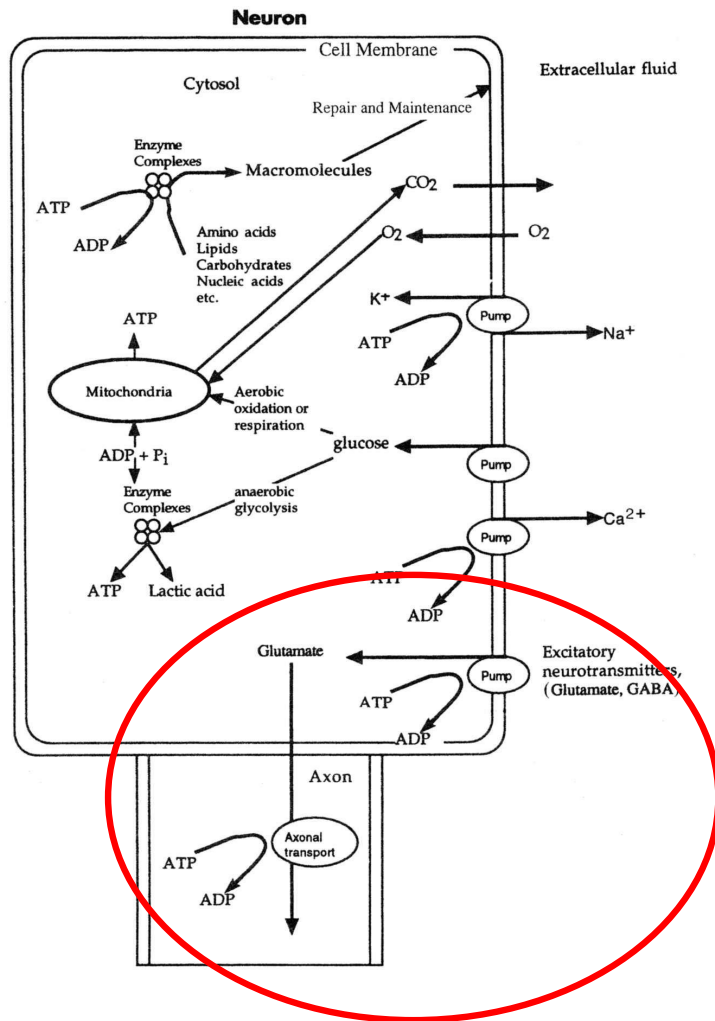 Neuron
Cell Membrane
Extracellular fluid
Cytosol
Repair and Maintenance
Enzyme
Complexes
Macromolecules
CO2
ATP
ADP
Amino acids
Lipids
Carbohydrates
Nucleic acids
etc.
O2
O2
K+
Pump
Na+
ATP
ATP
ADP
Mitochondria
Aerobic
oxidation or
respiration
glucose
Pump
ADP + Pi
Enzyme
Complexes
anaerobic
glycolysis
Ca2+
Pump
ATP
Lactic acid
ATP
ADP
Glutamate
Excitatory
neurotransmitters,
(Glutamate, GABA)
Pump
ATP
ADP
Axon
Axonal
transport
ATP
ADP